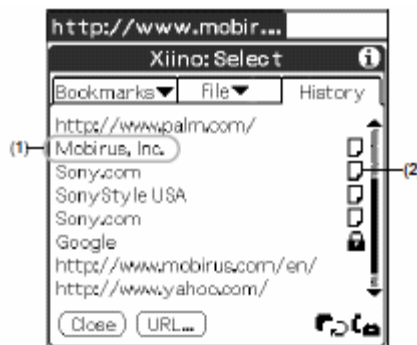 http://www.mobir...
Xiino: Select
Bookmarks▼ File▼ History
http://www.palm.com/
(1) Mobirus, Inc.
Sony.com (2
SonyStyle USA
Sony.com
Google
http://www.mobirus.com/en/
http://www.yahoo.com/
Close URL...